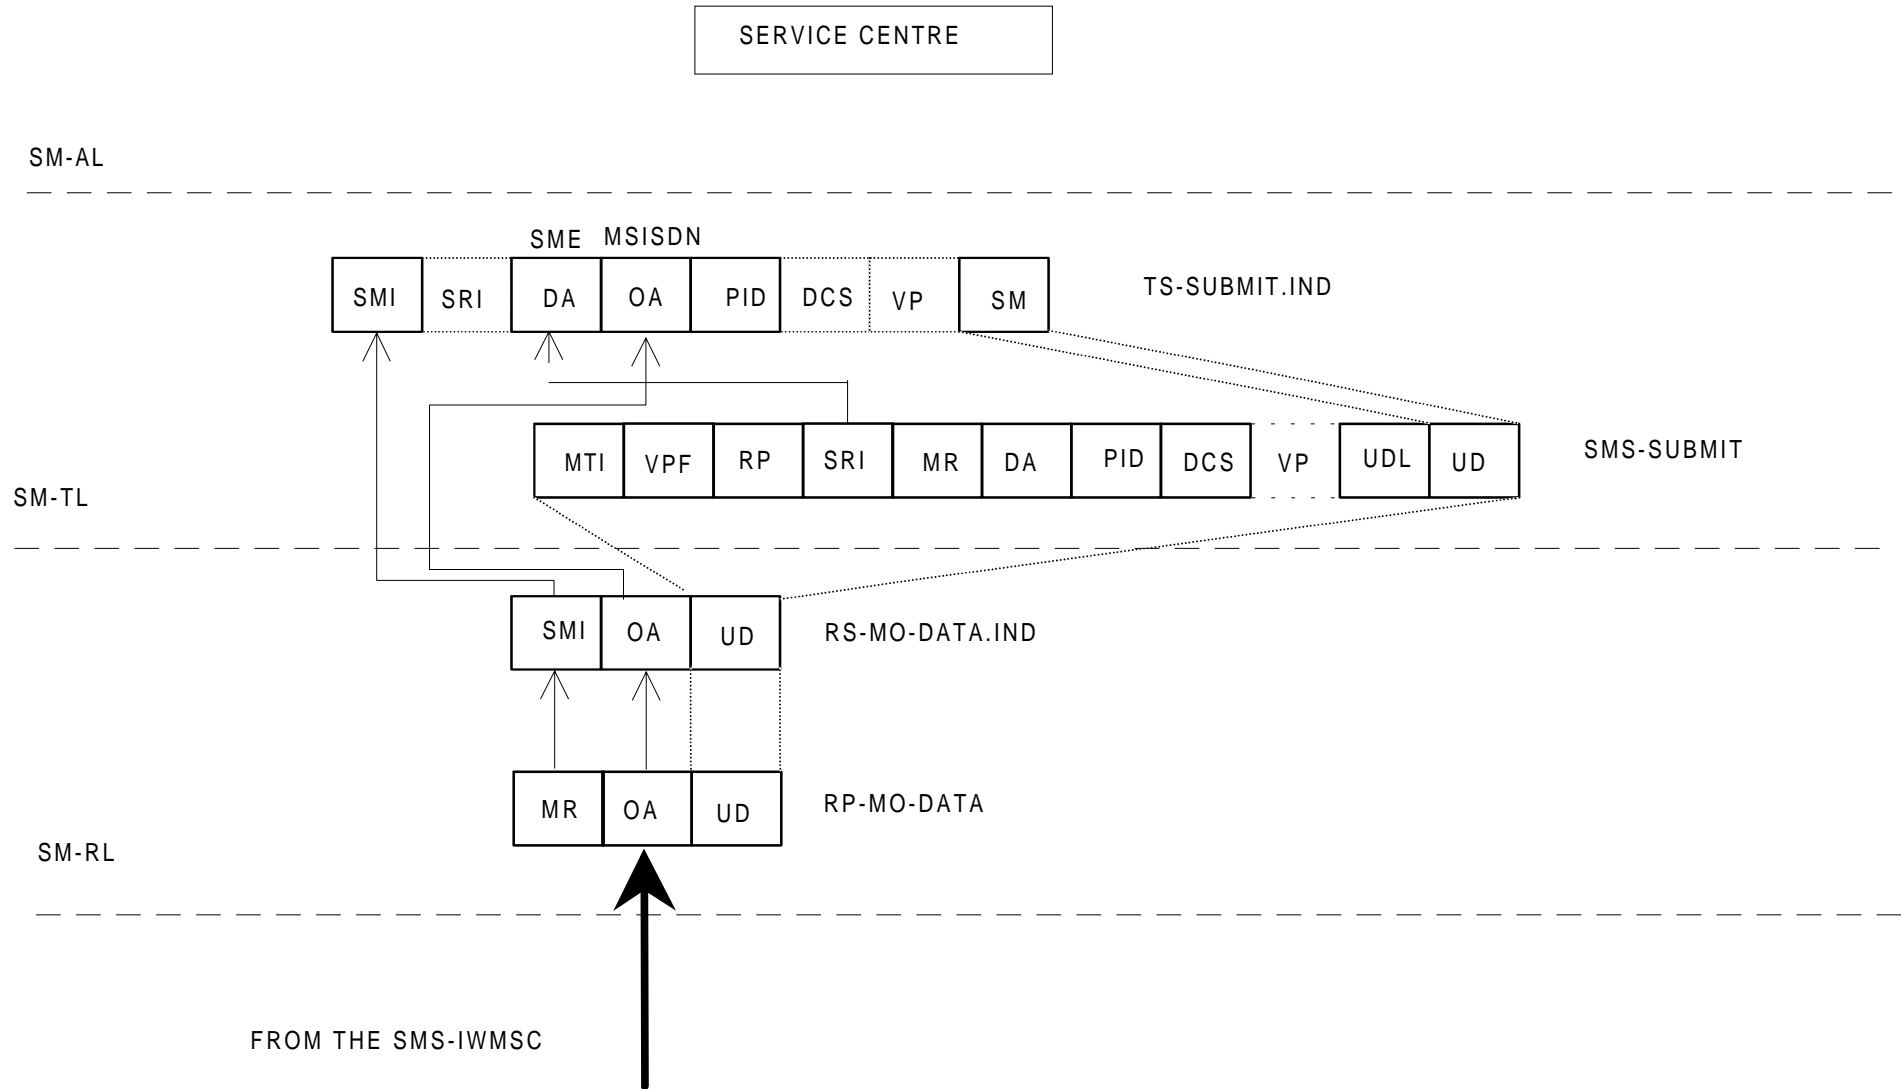 SERVICE CENTRE
SM-AL
SME MSISDN
SMI SRI DA OA PID DCS VP SM TS-SUBMIT.IND
MTI VPF RP SRI MR DA PID DCS VP UDL UD SMS-SUBMIT
SM-TL
SMI OA UD RS-MO-DATA.IND
MR OA UD RP-MO-DATA
SM-RL
FROM THE SMS-IWMSC